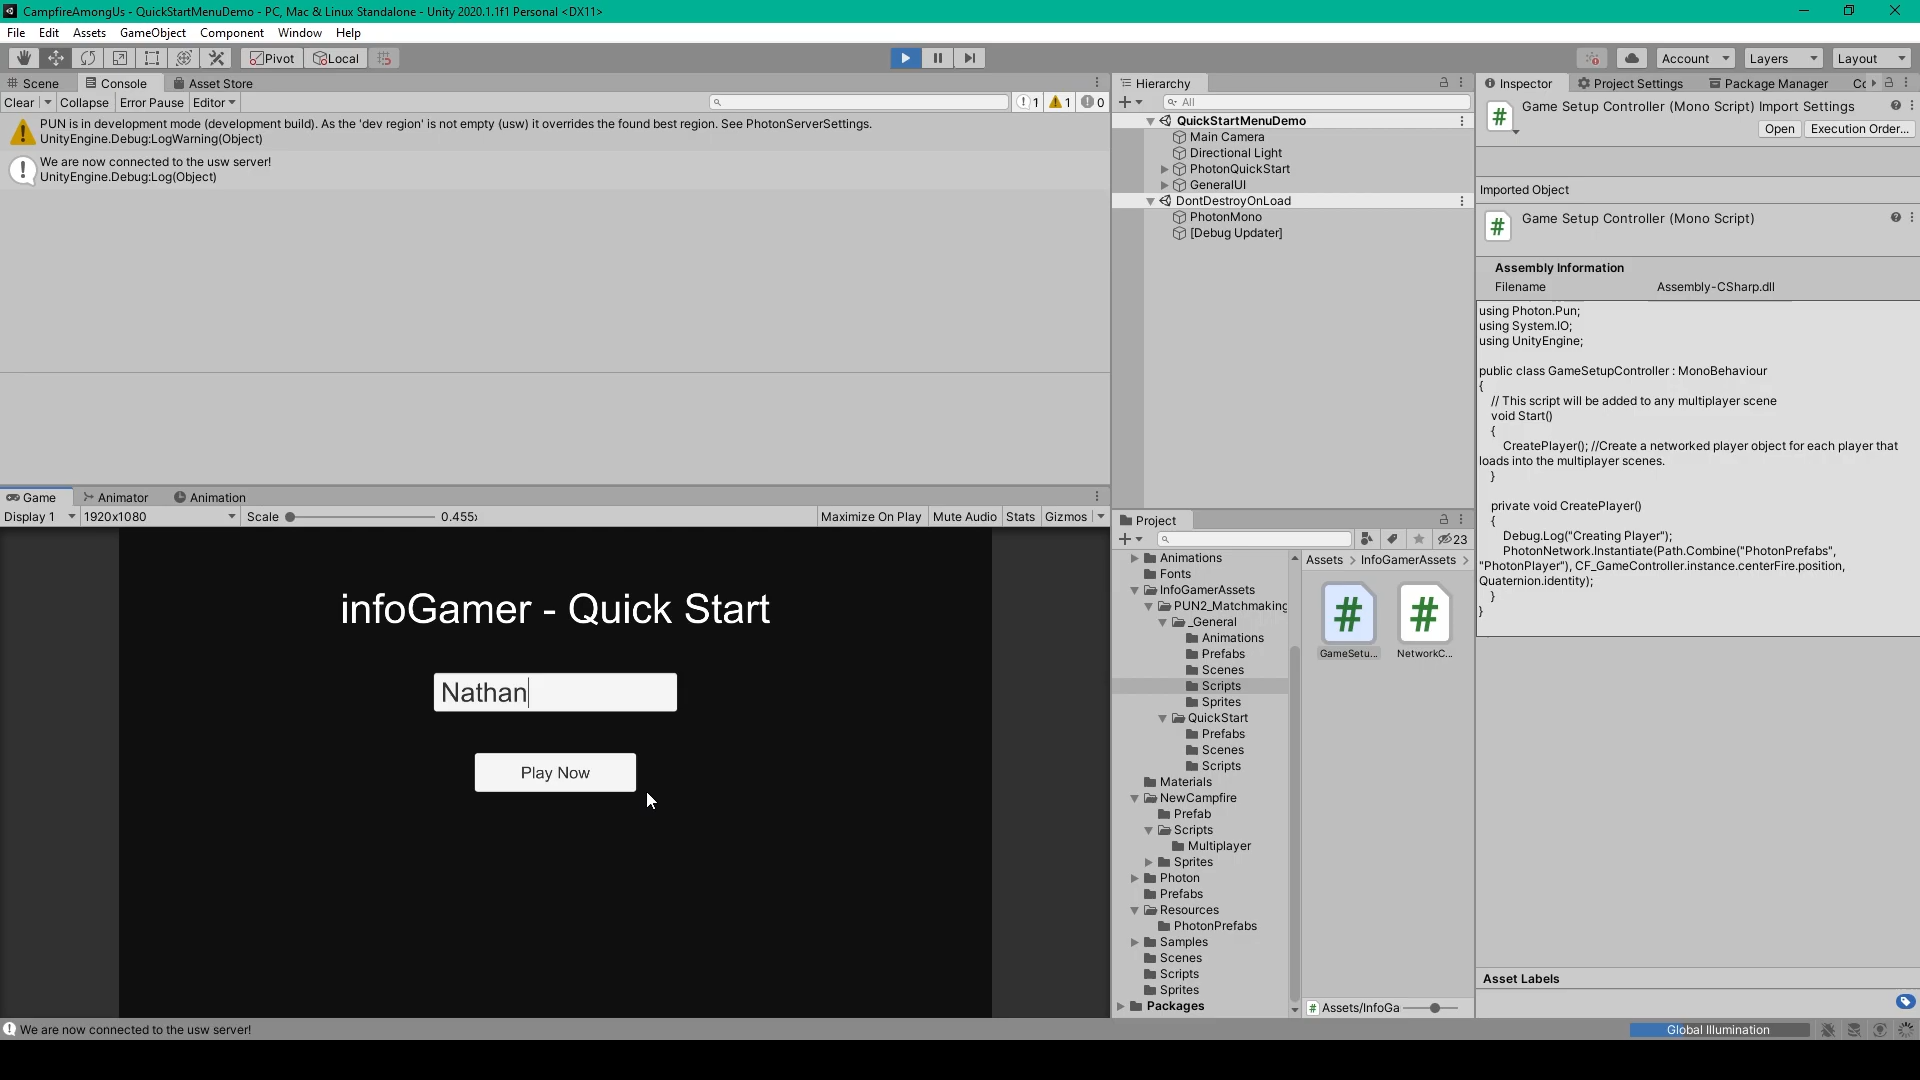 CampfireAmongUs - QuickStartMenuDemo - PC, Mac & Linux Standalone - Unity 2020.1.1f1 Personal <DX11>
File Edit Assets GameObject Component Window Help
Pivot Local Account Layers Layout
Scene Console Asset Store
Clear Collapse Error Pause Editor 1 1 0
PUN is in development mode (development build). As the 'dev region' is not empty (usw) it overrides the found best region. See PhotonServerSettings.
UnityEngine.Debug:LogWarning(Object)
We are now connected to the usw server!
UnityEngine.Debug:Log(Object)
Game Animator Animation
Display 1 1920x1080 Scale 0.455x Maximize On Play Mute Audio Stats Gizmos
infoGamer - Quick Start
Nathan
Play Now
Hierarchy
All
QuickStartMenuDemo
Main Camera
Directional Light
PhotonQuickStart
GeneralUI
DontDestroyOnLoad
PhotonMono
[Debug Updater]
Project
23
Animations
Fonts
InfoGamerAssets
PUN2_Matchmaking
_General
Animations
Prefabs
Scenes
Scripts
Sprites
QuickStart
Prefabs
Scenes
Scripts
Materials
NewCampfire
Prefab
Scripts
Multiplayer
Sprites
Photon
Prefabs
Resources
PhotonPrefabs
Samples
Scenes
Scripts
Sprites
Packages
Assets > InfoGamerAssets >
GameSetu... NetworkC...
Assets/InfoGa
Inspector Project Settings Package Manager Co
Game Setup Controller (Mono Script) Import Settings
Open Execution Order...
Imported Object
Game Setup Controller (Mono Script)
Assembly Information
Filename Assembly-CSharp.dll
using Photon.Pun;
using System.IO;
using UnityEngine;
public class GameSetupController : MonoBehaviour
{
// This script will be added to any multiplayer scene
void Start()
{
CreatePlayer(); //Create a networked player object for each player that
loads into the multiplayer scenes.
}
private void CreatePlayer()
{
Debug.Log("Creating Player");
PhotonNetwork.Instantiate(Path.Combine("PhotonPrefabs",
"PhotonPlayer"), CF_GameController.instance.centerFire.position,
Quaternion.identity);
}
}
Asset Labels
We are now connected to the usw server!
Global Illumination